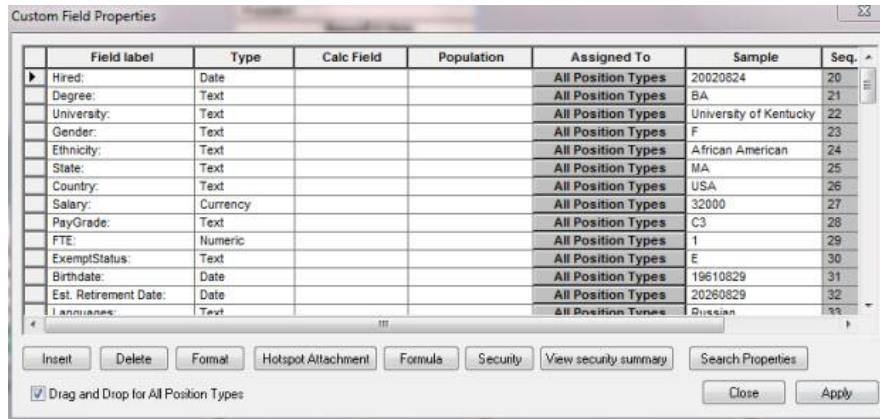 Custom Field Properties
Field label Type Calc Field Population Assigned To Sample Seq.
Hired: Date All Position Types 20020824 20
Degree: Text All Position Types BA 21
University: Text All Position Types University of Kentucky 22
Gender: Text All Position Types F 23
Ethnicity: Text All Position Types African American 24
State: Text All Position Types MA 25
Country: Text All Position Types USA 26
Salary: Currency All Position Types 32000 27
PayGrade: Text All Position Types C3 28
FTE: Numeric All Position Types 1 29
ExemptStatus: Text All Position Types E 30
Birthdate: Date All Position Types 19610829 31
Est. Retirement Date: Date All Position Types 20260829 32
Languages: Text All Position Types Russian 33
Insert Delete Format Hotspot Attachment Formula Security View security summary Search Properties
Drag and Drop for All Position Types Close Apply